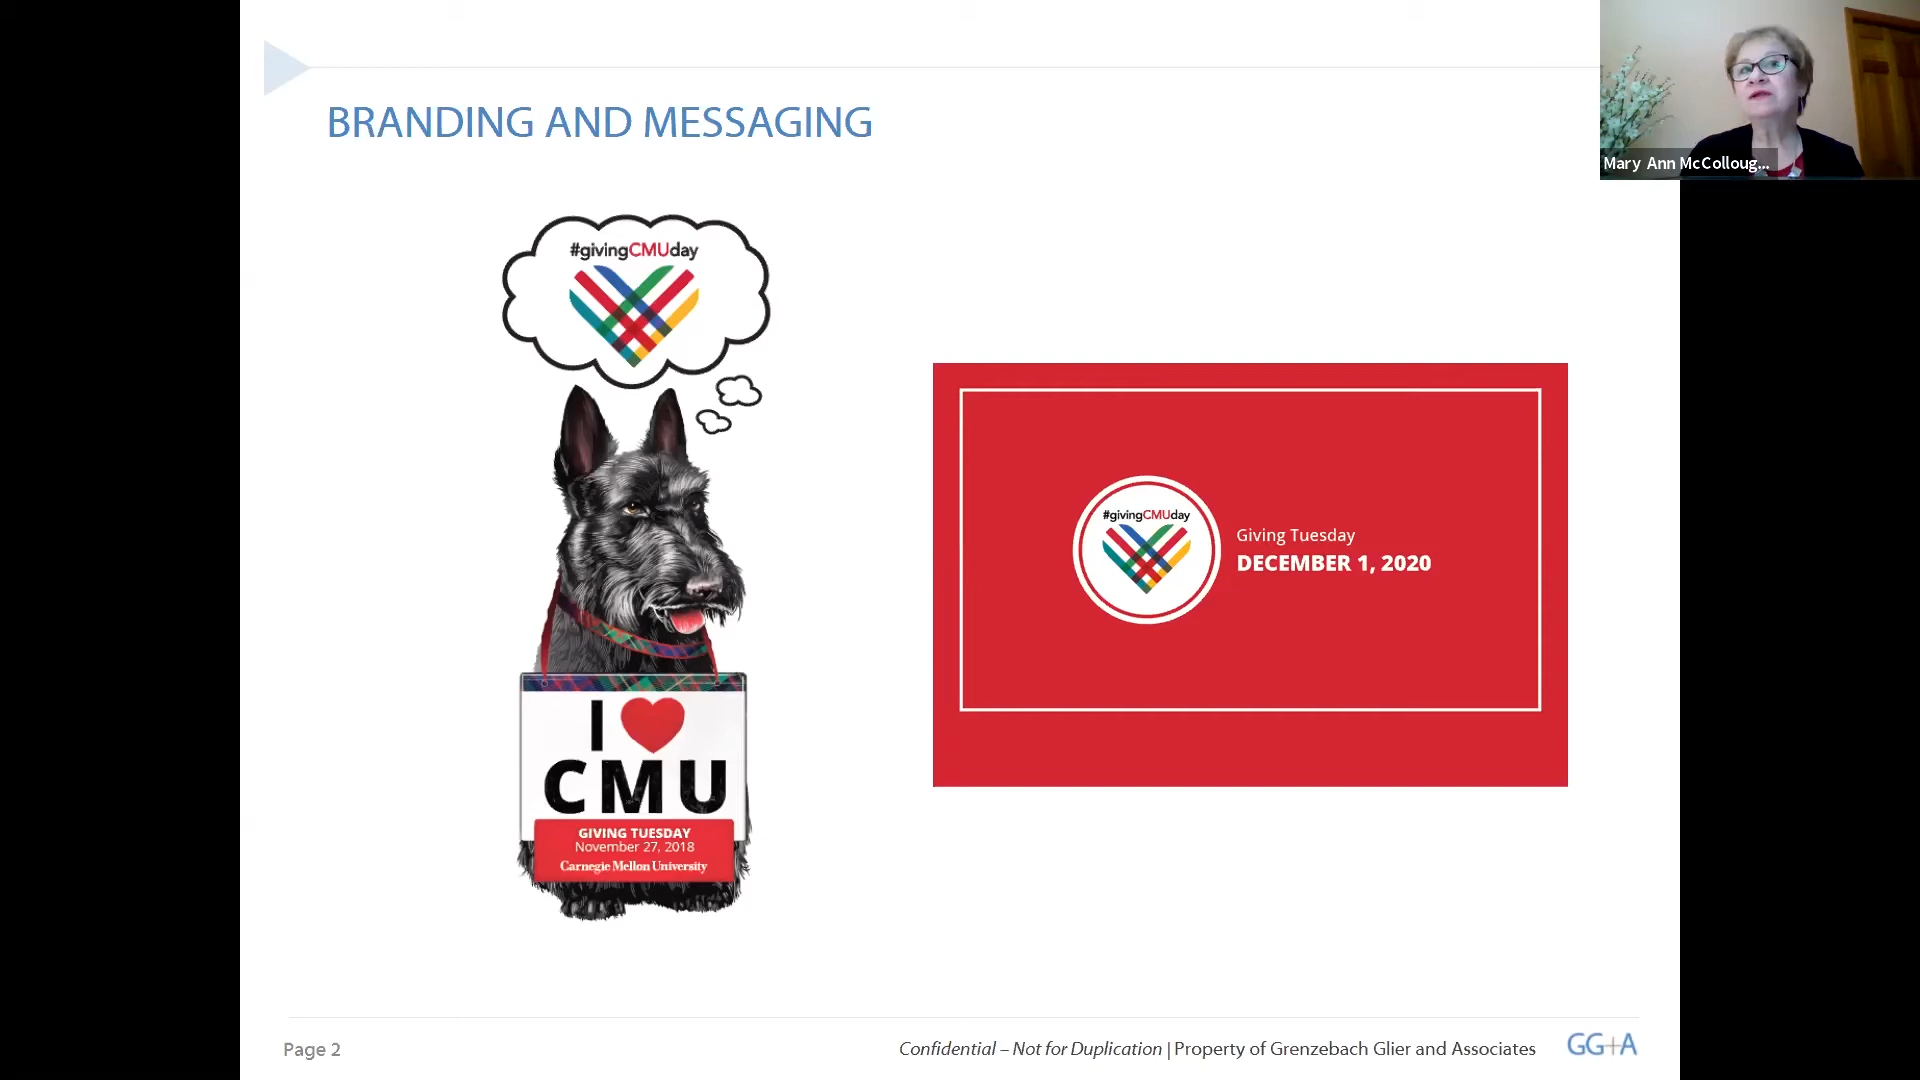 BRANDING AND MESSAGING
Mary Ann McColloug...
#givingCMUday
I
CMU
GIVING TUESDAY
November 27, 2018
Carnegie Mellon University
#givingCMUday
Giving Tuesday
DECEMBER 1, 2020
Page 2
Confidential – Not for Duplication | Property of Grenzebach Glier and Associates
GG+A